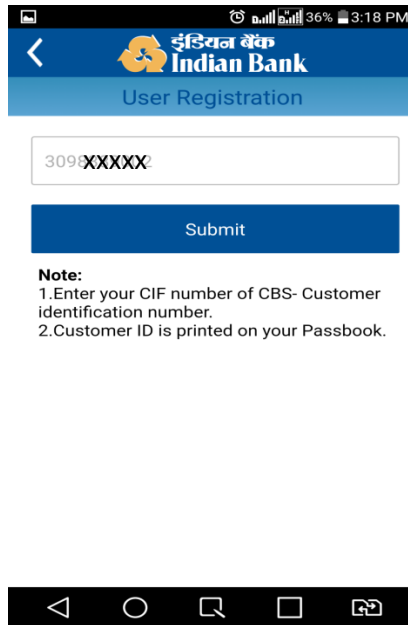 36% 3:18 PM
इंडियन बैंक
Indian Bank
User Registration
3098XXXXX2
Submit
Note:
1.Enter your CIF number of CBS- Customer
identification number.
2.Customer ID is printed on your Passbook.